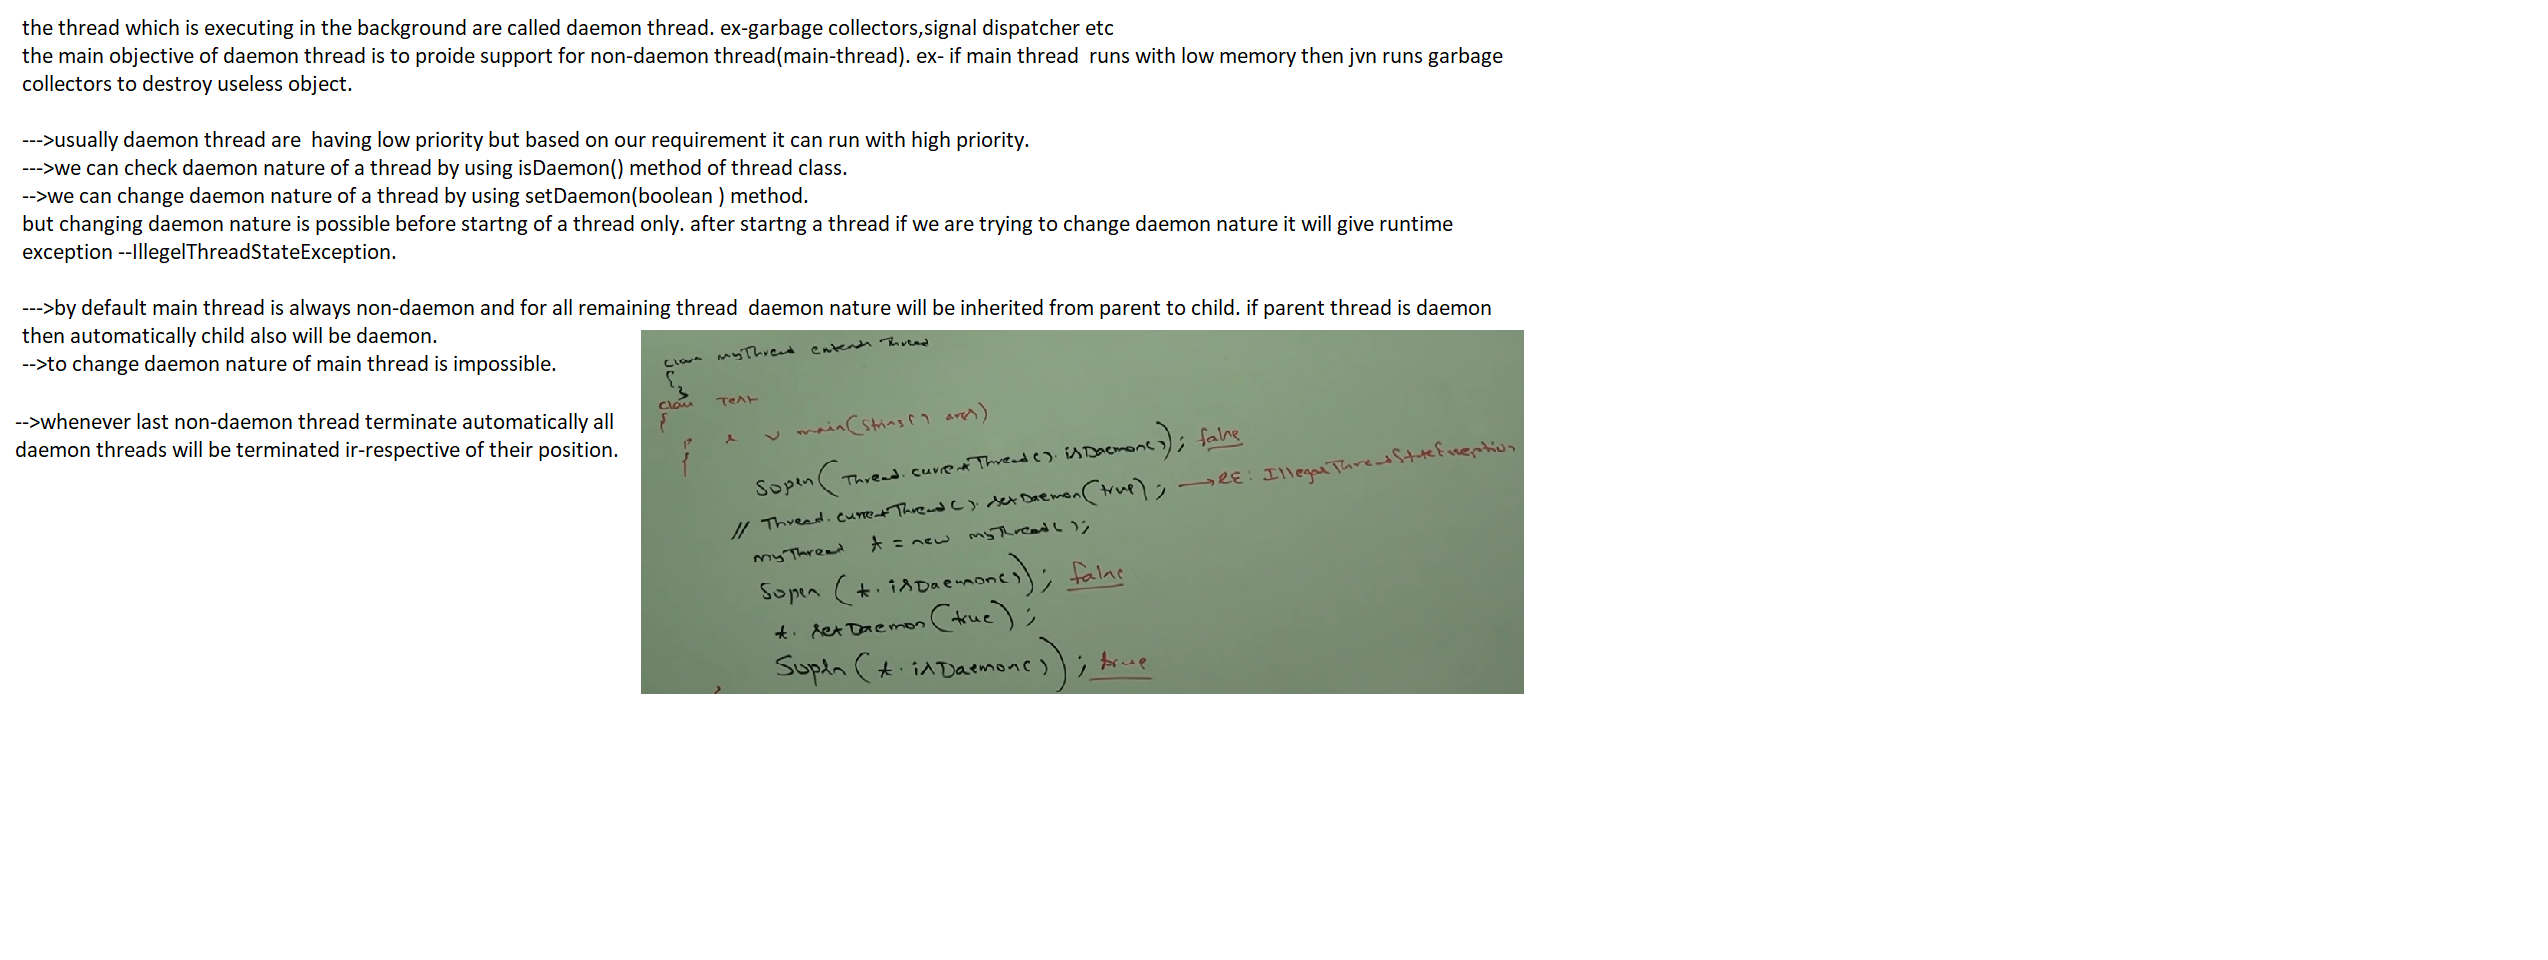 the thread which is executing in the background are called daemon thread. ex-garbage collectors,signal dispatcher etc
the main objective of daemon thread is to proide support for non-daemon thread(main-thread). ex- if main thread  runs with low memory then jvn runs garbage
collectors to destroy useless object.
--->usually daemon thread are  having low priority but based on our requirement it can run with high priority.
--->we can check daemon nature of a thread by using isDaemon() method of thread class.
-->we can change daemon nature of a thread by using setDaemon(boolean ) method.
but changing daemon nature is possible before startng of a thread only. after startng a thread if we are trying to change daemon nature it will give runtime
exception --IllegelThreadStateException.
--->by default main thread is always non-daemon and for all remaining thread  daemon nature will be inherited from parent to child. if parent thread is daemon
then automatically child also will be daemon.
-->to change daemon nature of main thread is impossible.
-->whenever last non-daemon thread terminate automatically all
daemon threads will be terminated ir-respective of their position.
class myThread extends Thread
{
}
class Test
{
p s v main(String[] args)
{
Sopln(Thread.currentThread().isDaemon()); false
// Thread.currentThread().setDaemon(true); → RE: IllegalThreadStateException
myThread t = new myThread();
Sopln (t.isDaemon()); false
t. setDaemon(true);
Sopln (t.isDaemon()); true
}